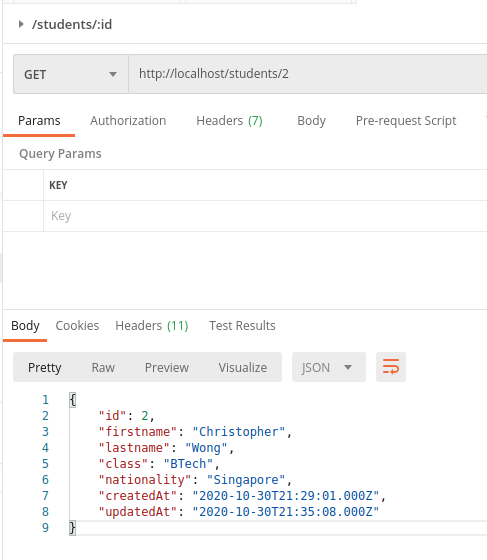 /students/:id
GET http://localhost/students/2
Params Authorization Headers (7) Body Pre-request Script
Query Params
KEY
Key
Body Cookies Headers (11) Test Results
Pretty Raw Preview Visualize JSON
1 {
2 "id": 2,
3 "firstname": "Christopher",
4 "lastname": "Wong",
5 "class": "BTech",
6 "nationality": "Singapore",
7 "createdAt": "2020-10-30T21:29:01.000Z",
8 "updatedAt": "2020-10-30T21:35:08.000Z"
9 }